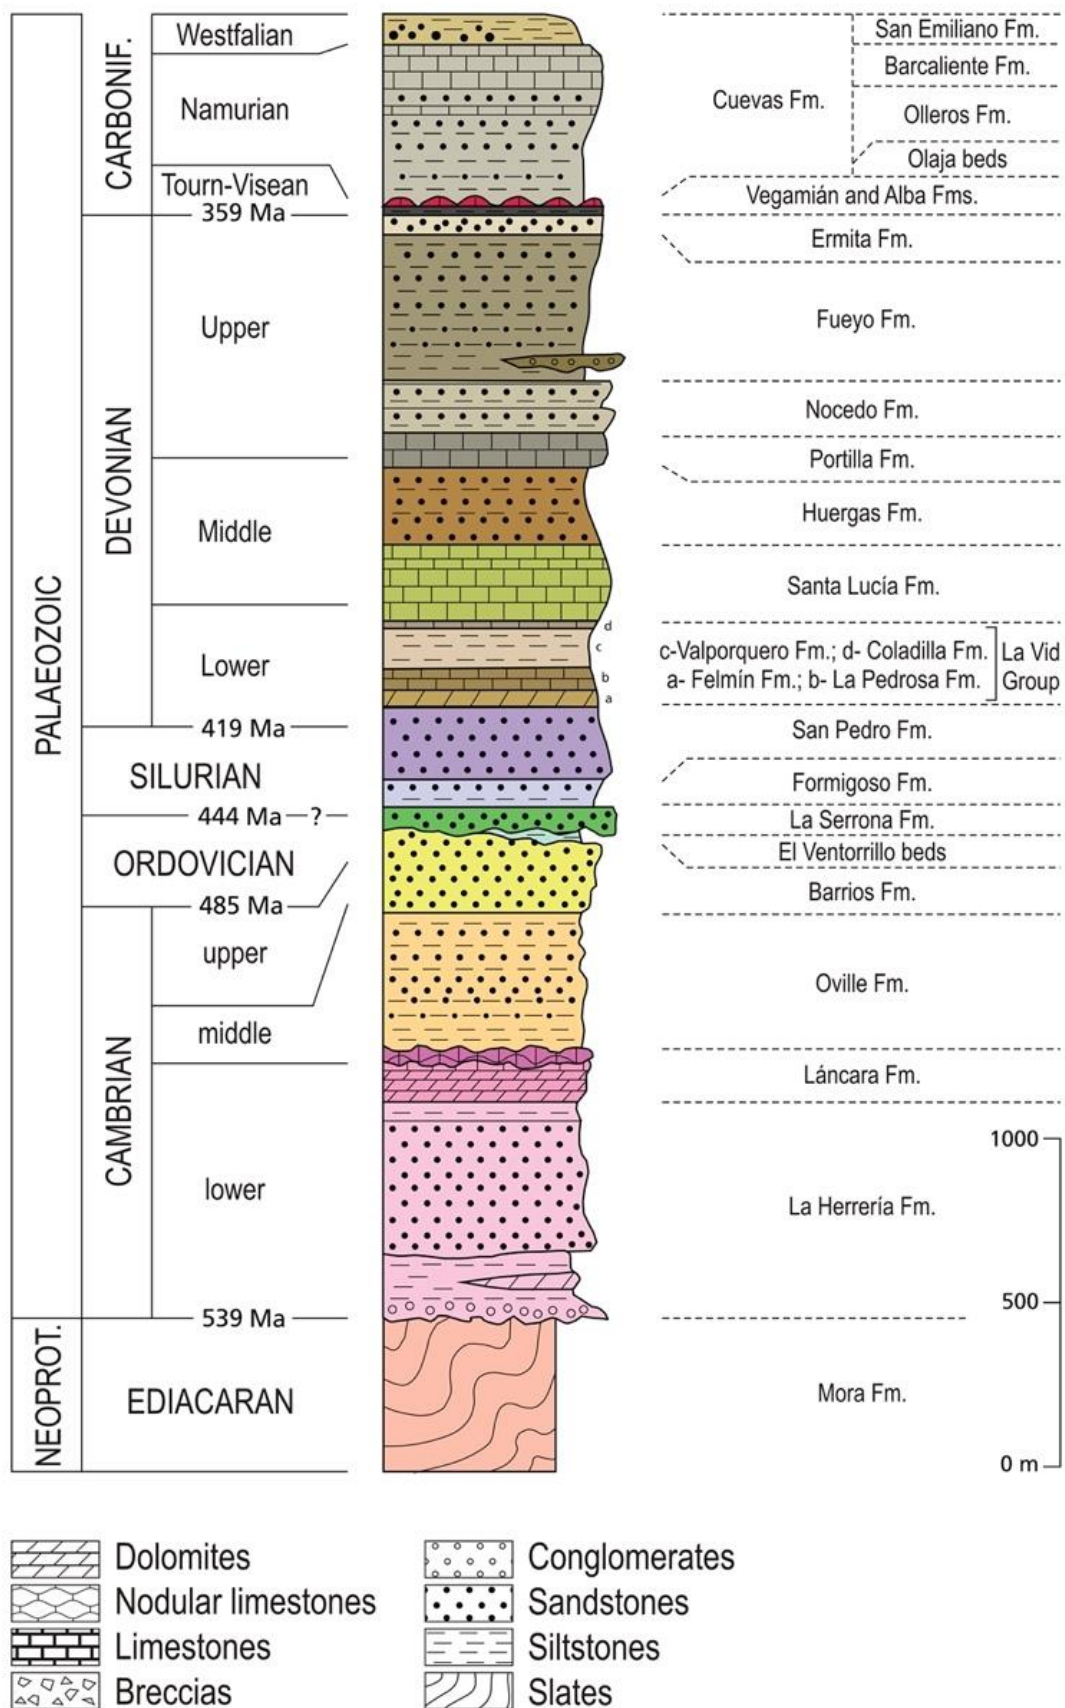 PALAEOZOIC
NEOPROT.
CARBONIF.
Westfalian
Namurian
Tourn-Visean
359 Ma
DEVONIAN
Upper
Middle
Lower
419 Ma
SILURIAN
444 Ma
?
ORDOVICIAN
485 Ma
CAMBRIAN
upper
middle
lower
539 Ma
EDIACARAN
d
c
b
a
Cuevas Fm.
San Emiliano Fm.
Barcaliente Fm.
Olleros Fm.
Olaja beds
Vegamián and Alba Fms.
Ermita Fm.
Fueyo Fm.
Nocedo Fm.
Portilla Fm.
Huergas Fm.
Santa Lucía Fm.
c-Valporquero Fm.; d- Coladilla Fm.
a- Felmín Fm.; b- La Pedrosa Fm.
La Vid
Group
San Pedro Fm.
Formigoso Fm.
La Serrona Fm.
El Ventorrillo beds
Barrios Fm.
Oville Fm.
Láncara Fm.
La Herrería Fm.
Mora Fm.
1000
500
0 m
Dolomites
Nodular limestones
Limestones
Breccias
Conglomerates
Sandstones
Siltstones
Slates